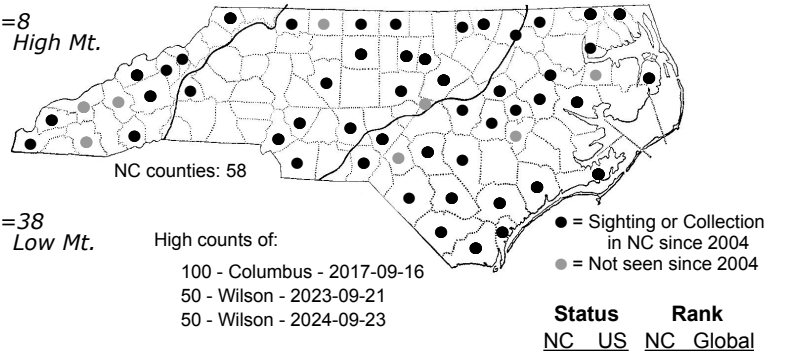 =8
High Mt.
NC counties: 58
=38
Low Mt.
High counts of:
100 - Columbus - 2017-09-16
50 - Wilson - 2023-09-21
50 - Wilson - 2024-09-23
= Sighting or Collection
in NC since 2004
= Not seen since 2004
Status Rank
NC US NC Global